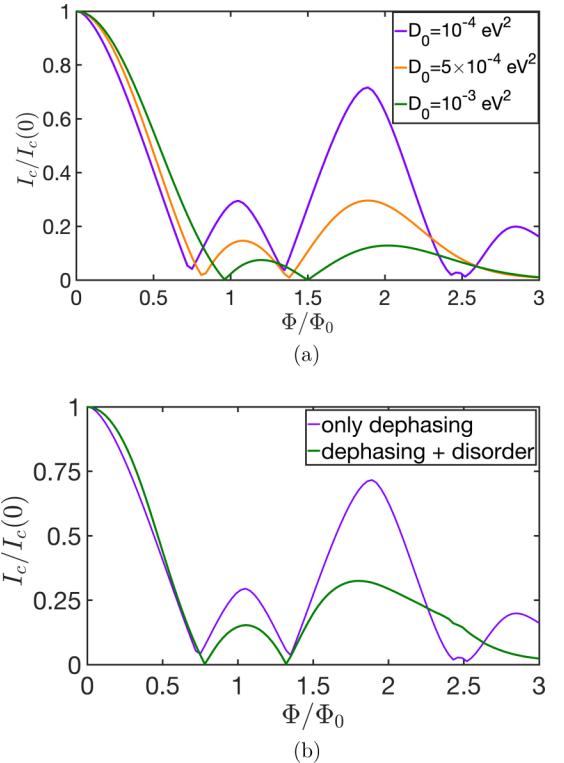 1
0.8
0.6
0.4
0.2
0
I_c/I_c(0)
D₀=10⁻⁴ eV²
D₀=5×10⁻⁴ eV²
D₀=10⁻³ eV²
0 0.5 1 1.5 2 2.5 3
Φ/Φ₀
(a)
1
0.75
0.5
0.25
0
I_c/I_c(0)
only dephasing
dephasing + disorder
0 0.5 1 1.5 2 2.5 3
Φ/Φ₀
(b)